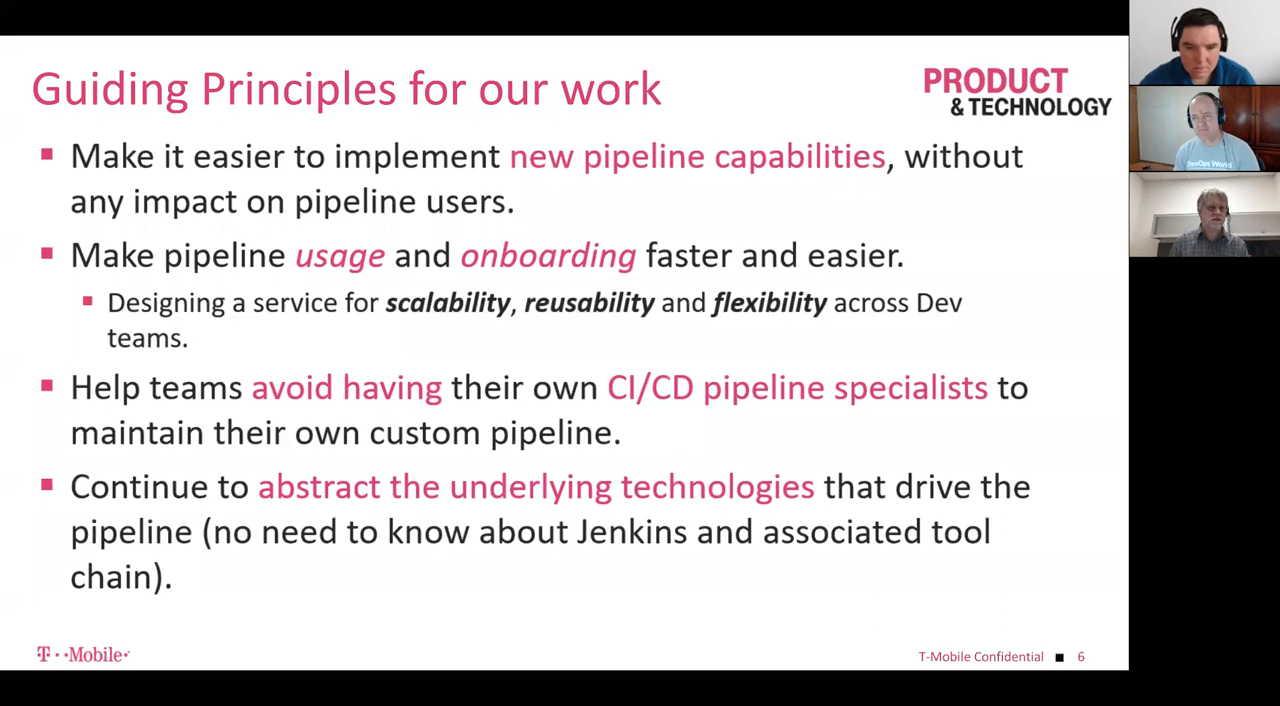 Guiding Principles for our work
PRODUCT
& TECHNOLOGY
▪ Make it easier to implement new pipeline capabilities, without
any impact on pipeline users.
▪ Make pipeline usage and onboarding faster and easier.
▪ Designing a service for scalability, reusability and flexibility across Dev
teams.
▪ Help teams avoid having their own CI/CD pipeline specialists to
maintain their own custom pipeline.
▪ Continue to abstract the underlying technologies that drive the
pipeline (no need to know about Jenkins and associated tool
chain).
T··Mobile·
T-Mobile Confidential ■ 6
DevOps World